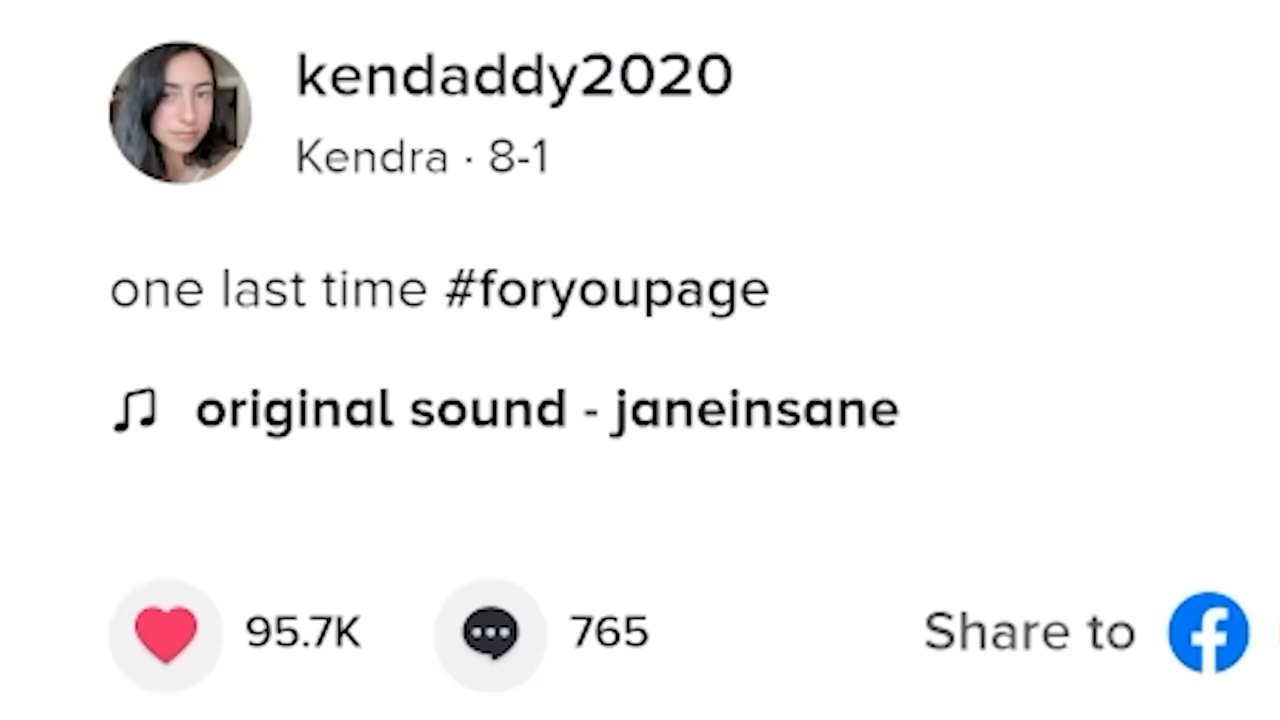 kendaddy2020
Kendra · 8-1
one last time #foryoupage
original sound - janeinsane
95.7K 765 Share to